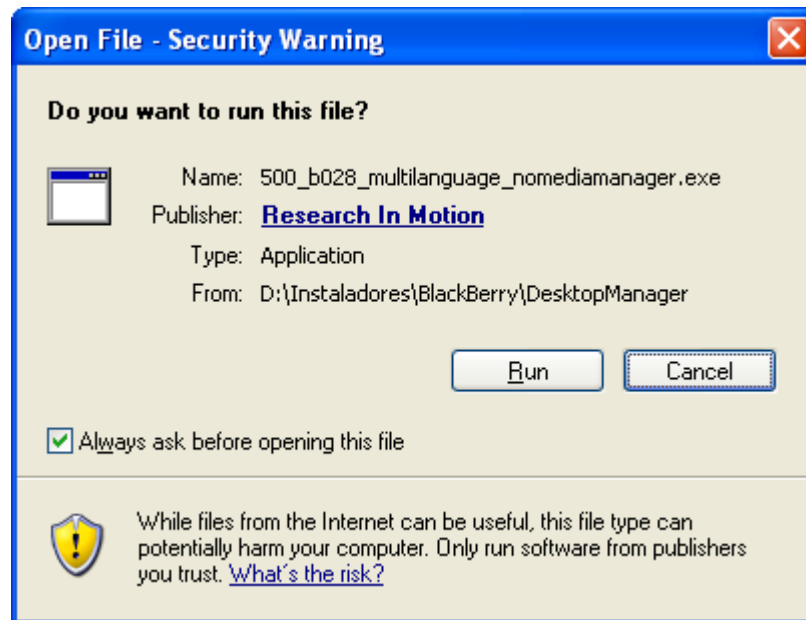 Open File - Security Warning
Do you want to run this file?
Name: 500_b028_multilanguage_nomediamanager.exe
Publisher: Research In Motion
Type: Application
From: D:\Instaladores\BlackBerry\DesktopManager
Run Cancel
Always ask before opening this file
While files from the Internet can be useful, this file type can
potentially harm your computer. Only run software from publishers
you trust. What's the risk?